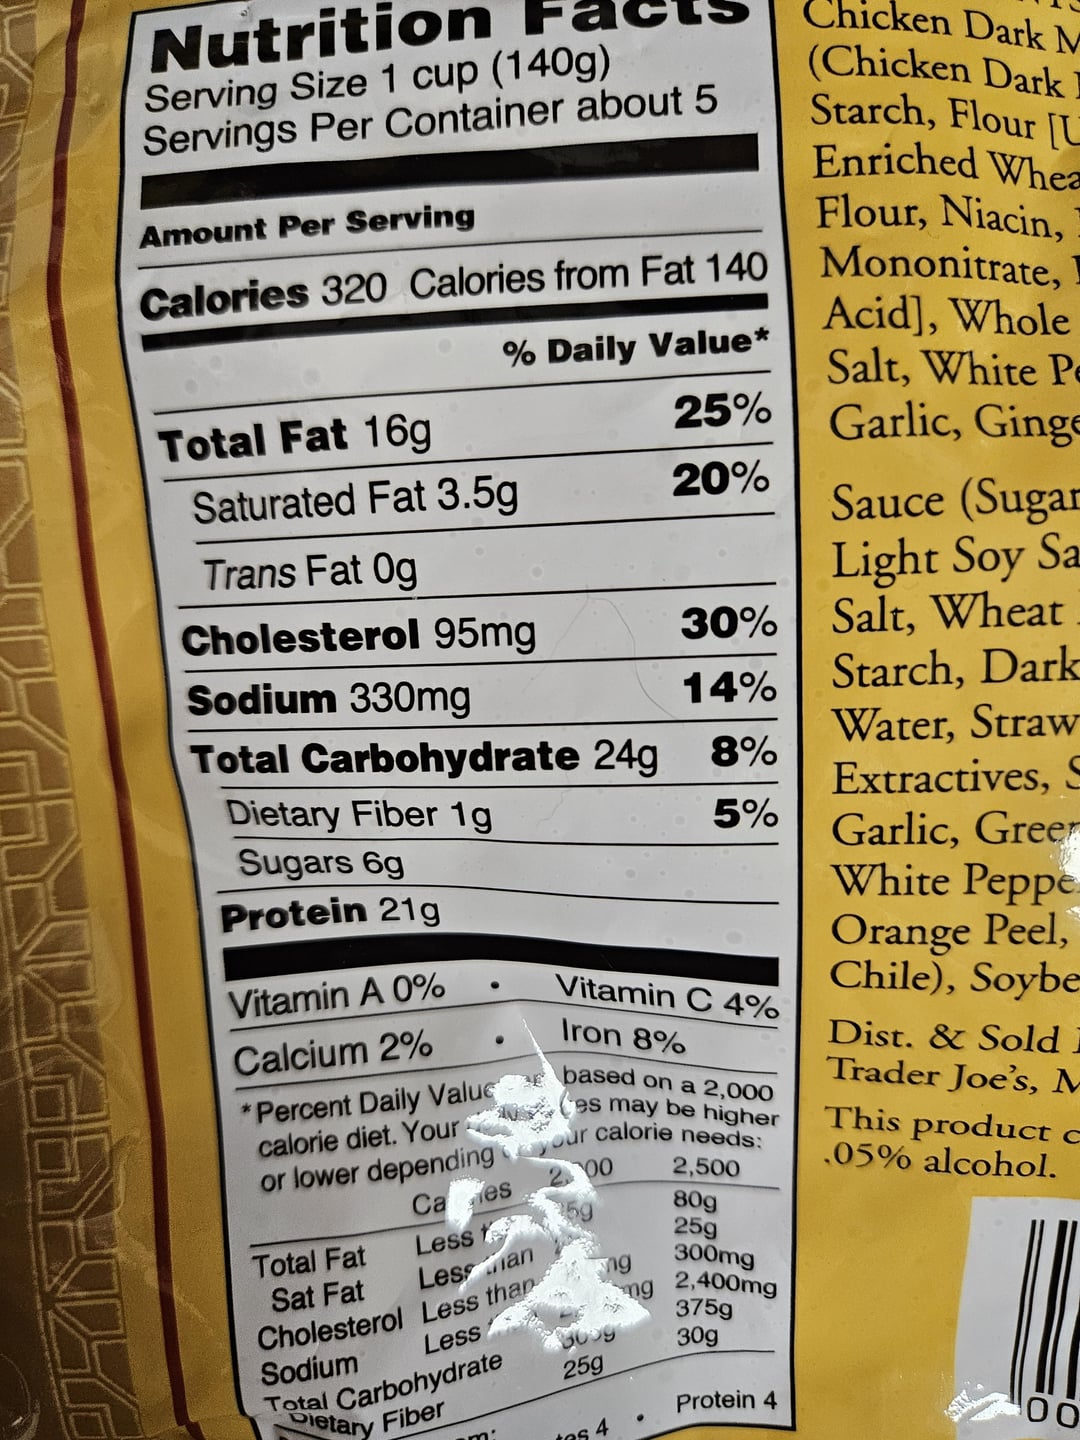 Nutrition Facts
Serving Size 1 cup (140g)
Servings Per Container about 5
Amount Per Serving
Calories 320 Calories from Fat 140
% Daily Value*
Total Fat 16g 25%
Saturated Fat 3.5g 20%
Trans Fat 0g
Cholesterol 95mg 30%
Sodium 330mg 14%
Total Carbohydrate 24g 8%
Dietary Fiber 1g 5%
Sugars 6g
Protein 21g
Vitamin A 0% • Vitamin C 4%
Calcium 2% • Iron 8%
*Percent Daily based on a 2,000
calorie diet. Your may be higher
or lower depending calorie needs:
2,500
Total Fat Less 80g
Sat Fat Less 25g
Cholesterol Less than 300mg
Sodium Less 2,400mg
Total Carbohydrate 375g
Dietary Fiber 25g 30g
4 • Protein 4
Chicken Dark
(Chicken Dark
Starch, Flour
Enriched
Flour, Niacin,
Mononitrate,
Acid], Whole
Salt, White
Garlic,
Sauce (Sugar
Light Soy
Salt, Wheat
Starch, Dark
Water,
Extractives,
Garlic,
White
Orange Peel,
Chile),
Dist. & Sold
Trader Joe's,
This product
.05% alcohol.
00